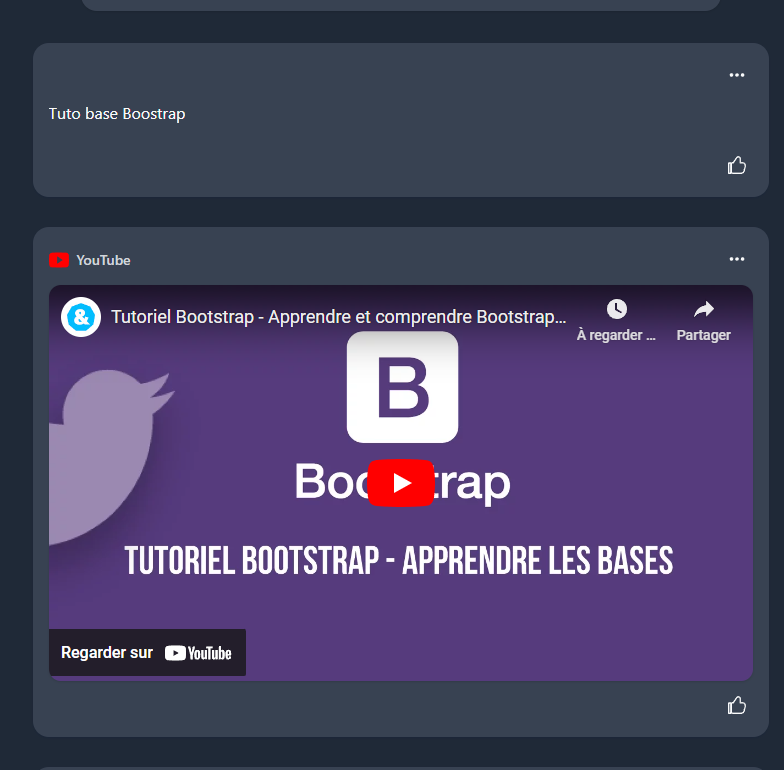 Tuto base Boostrap
YouTube
Tutoriel Bootstrap - Apprendre et comprendre Bootstrap...
À regarder ...
Partager
B
TUTORIEL BOOTSTRAP - APPRENDRE LES BASES
Regarder sur YouTube